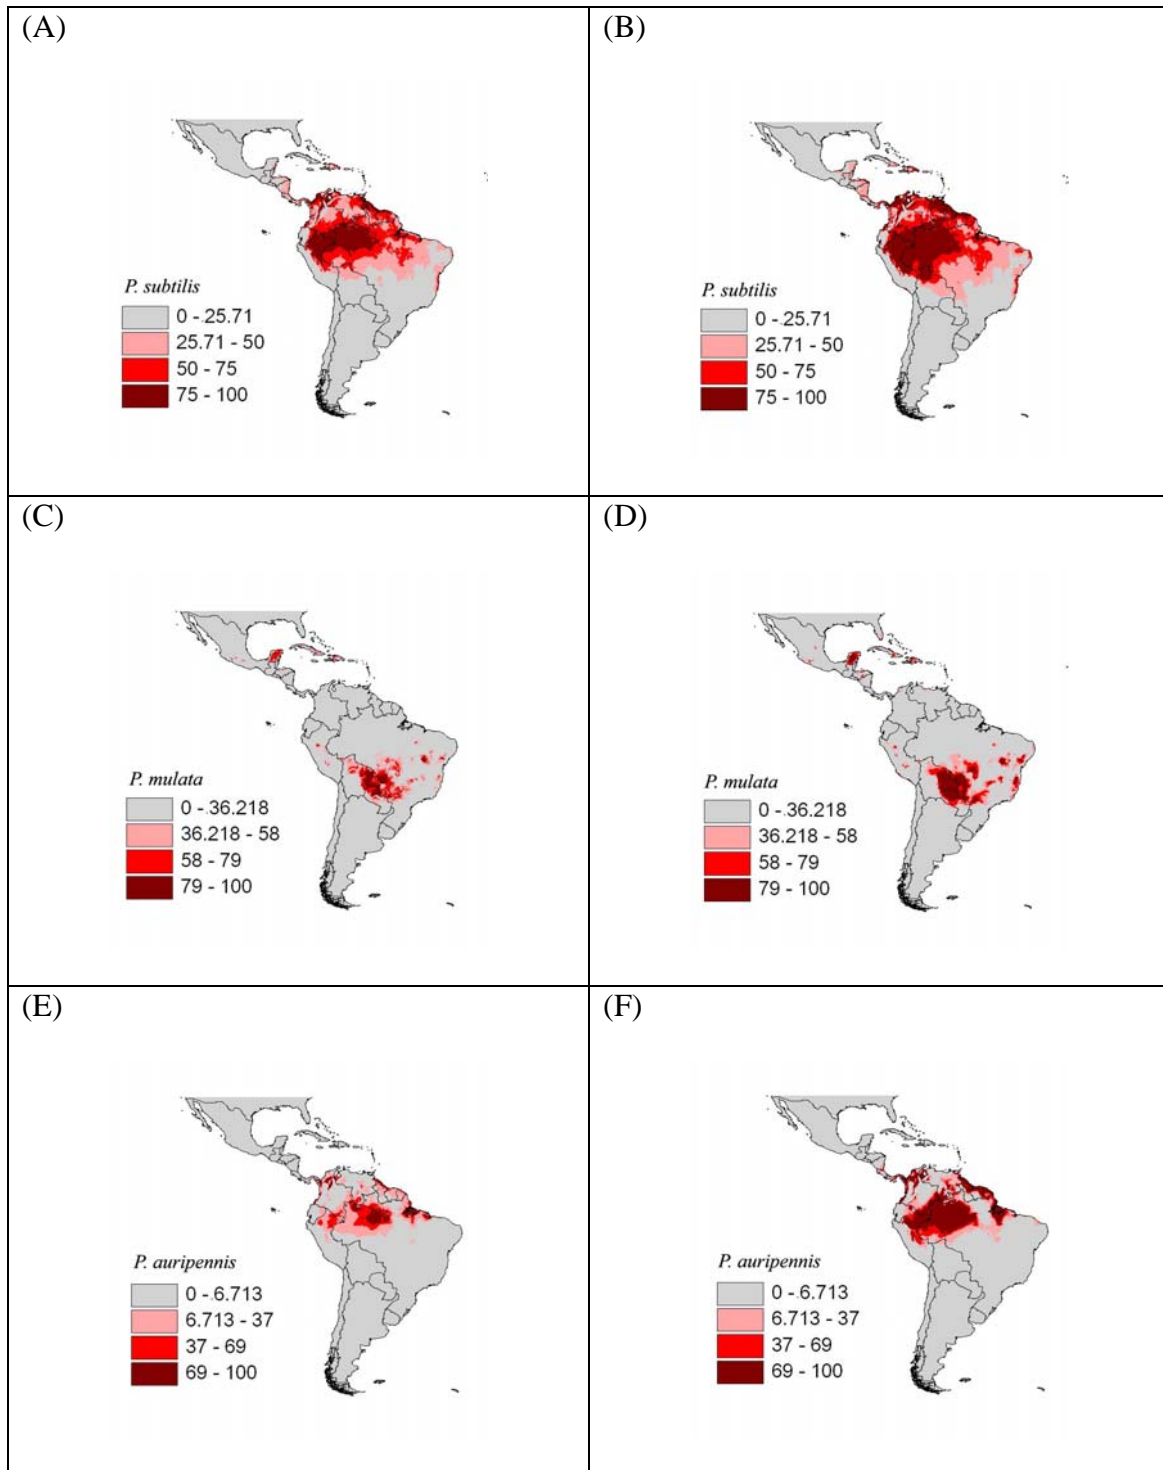 (A)
P. subtilis
0 - .25.71
25.71 - 50
50 - 75
75 - 100
(B)
P. subtilis
0 - .25.71
25.71 - 50
50 - 75
75 - 100
(C)
P. mulata
0 - .36.218
36.218 - 58
58 - 79
79 - 100
(D)
P. mulata
0 - .36.218
36.218 - 58
58 - 79
79 - 100
(E)
P. auripennis
0 - .6.713
6.713 - 37
37 - 69
69 - 100
(F)
P. auripennis
0 - .6.713
6.713 - 37
37 - 69
69 - 100